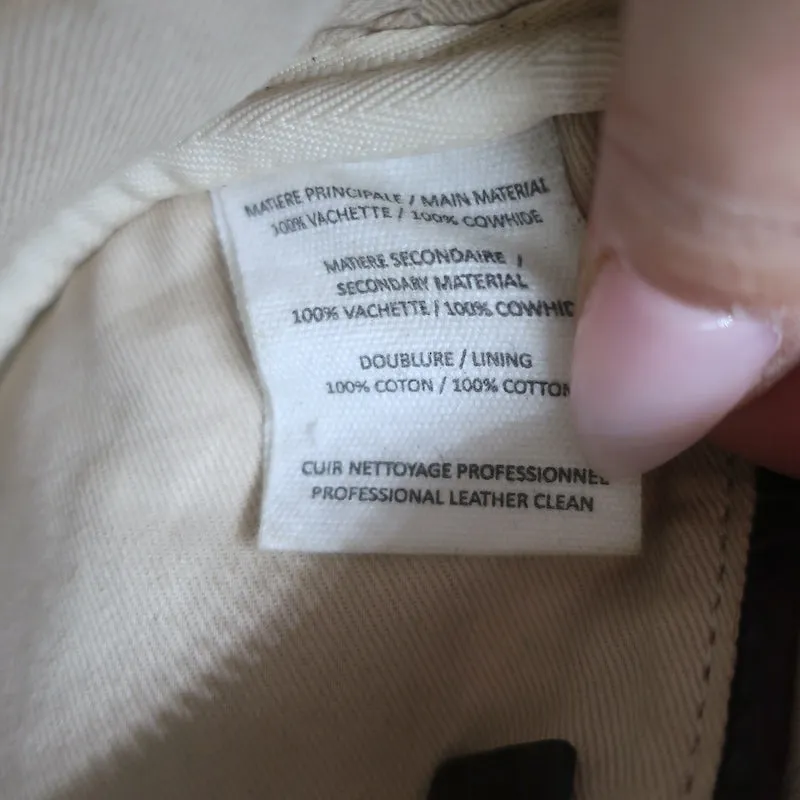 MATIERE PRINCIPALE / MAIN MATERIAL
100% VACHETTE / 100% COWHIDE
MATIERE SECONDAIRE /
SECONDARY MATERIAL
100% VACHETTE / 100% COWHID
DOUBLURE / LINING
100% COTON / 100% COTTON
CUIR NETTOYAGE PROFESSIONNEL
PROFESSIONAL LEATHER CLEAN